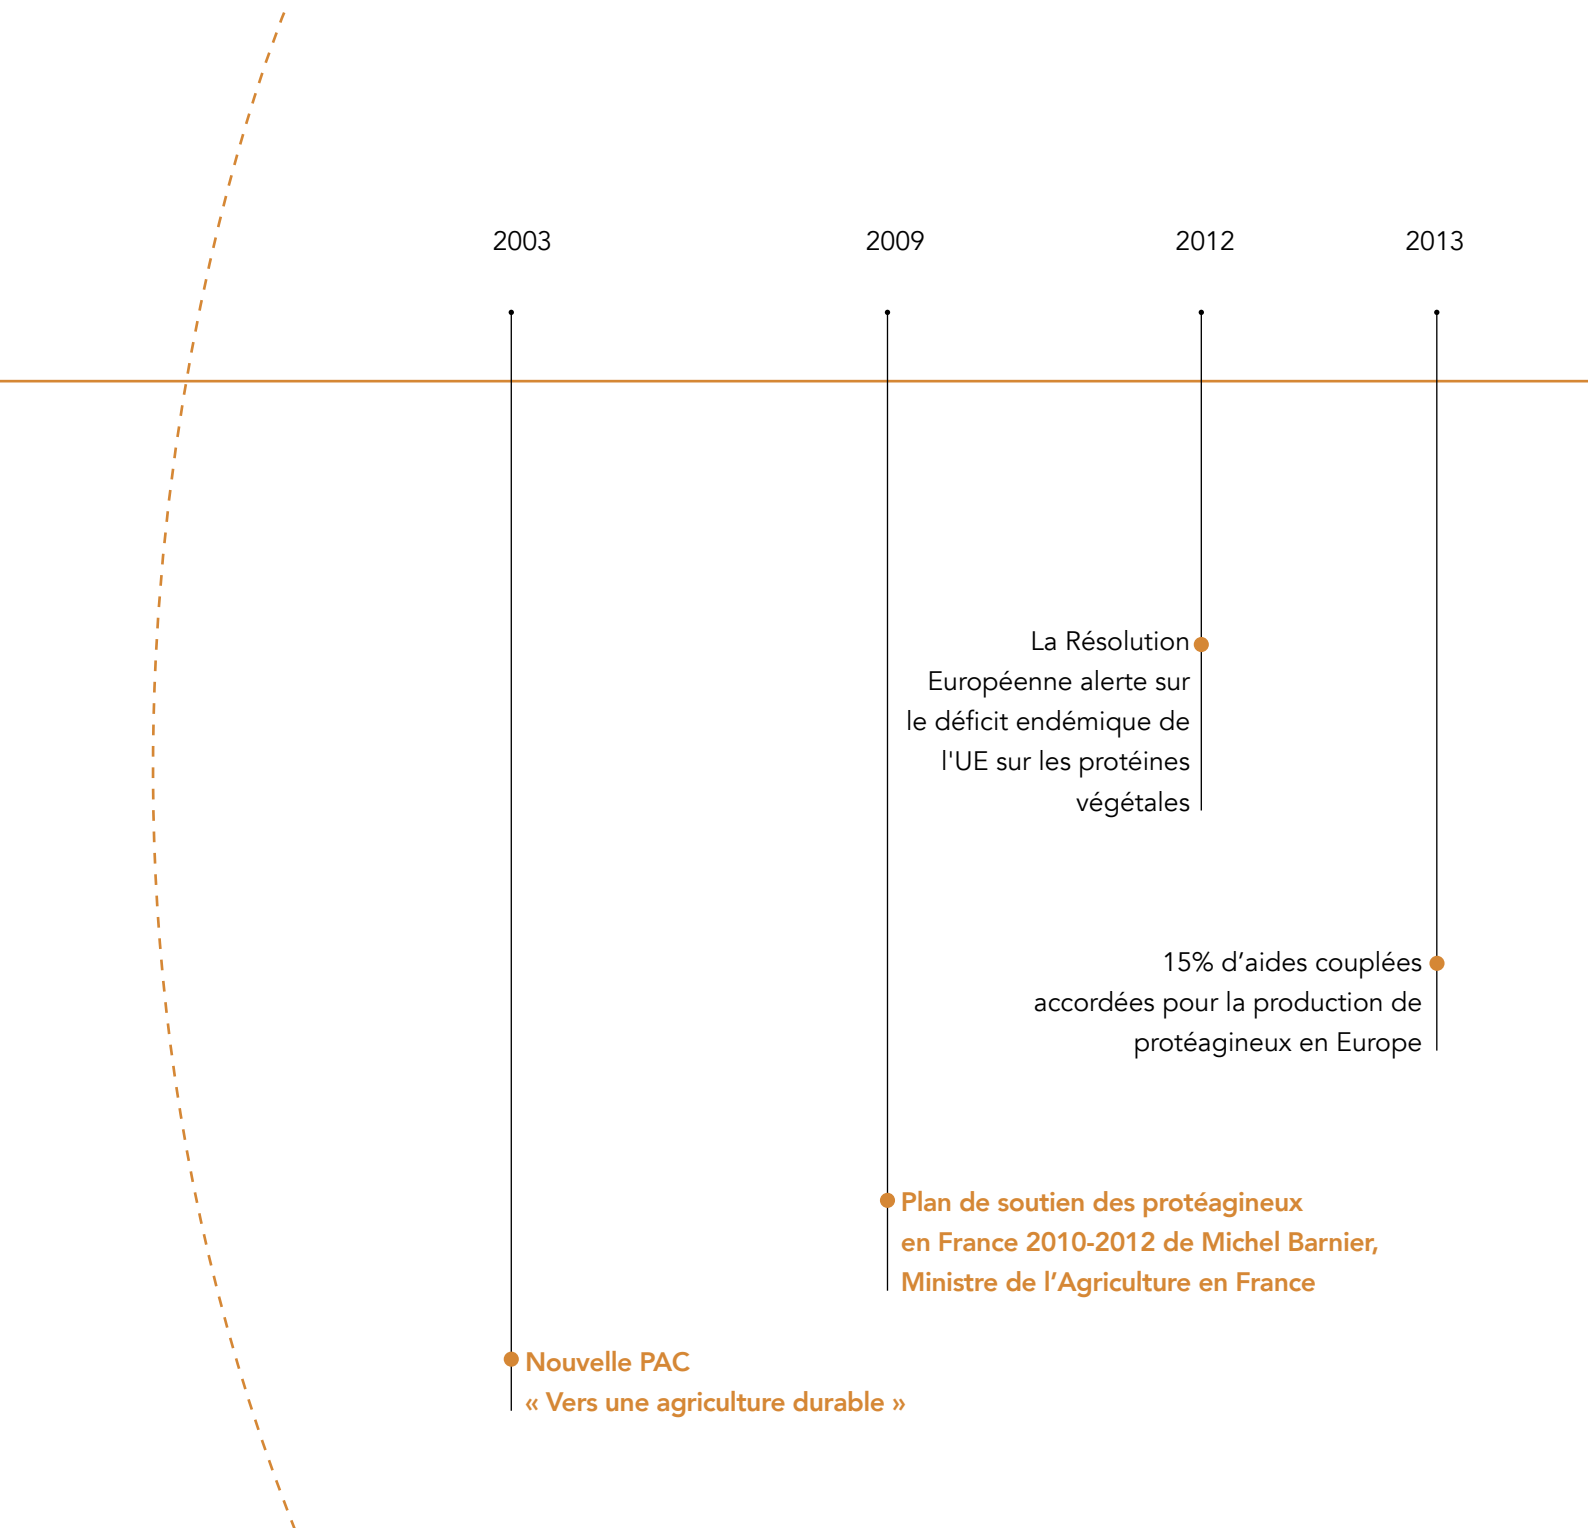 2003
2009
2012
2013
La Résolution
Européenne alerte sur
le déficit endémique de
l'UE sur les protéines
végétales
15% d’aides couplées
accordées pour la production de
protéagineux en Europe
Plan de soutien des protéagineux
en France 2010-2012 de Michel Barnier,
Ministre de l’Agriculture en France
Nouvelle PAC
« Vers une agriculture durable »